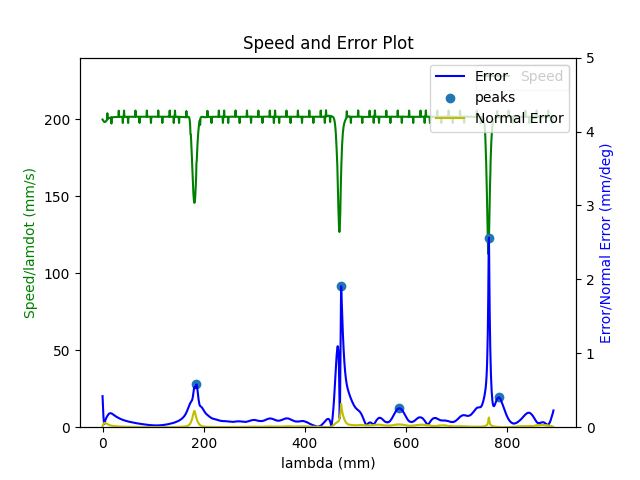 Speed and Error Plot
Error
Speed
peaks
Normal Error
Speed/lamdot (mm/s)
200
150
100
50
0
5
4
3
2
1
0
Error/Normal Error (mm/deg)
0 200 400 600 800
lambda (mm)